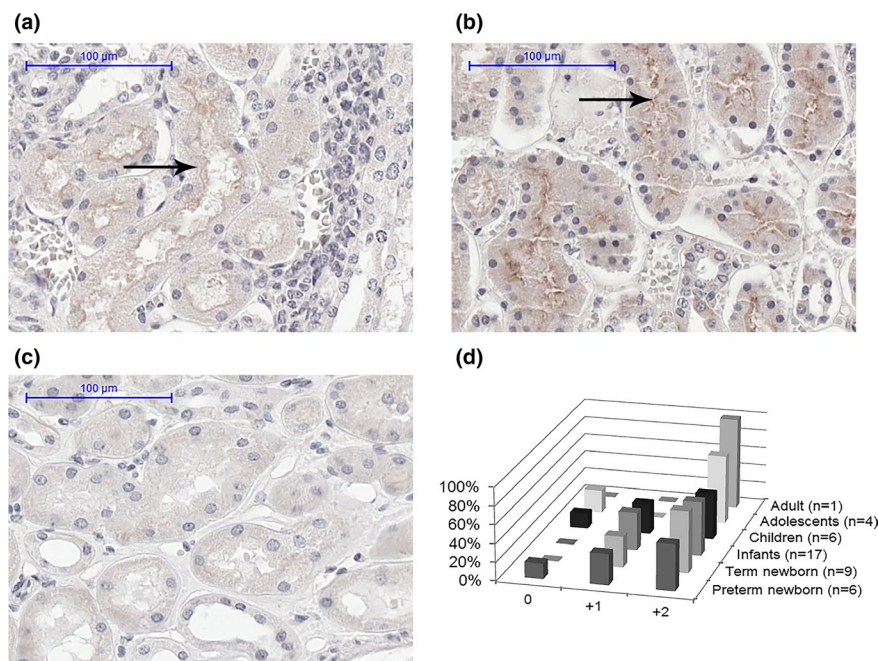 (a)
100 µm
(b)
100 µm
(c)
100 µm
(d)
100%
80%
60%
40%
20%
0%
0
+1
+2
Adult (n=1)
Adolescents (n=4)
Children (n=6)
Infants (n=17)
Term newborn (n=9)
Preterm newborn (n=6)